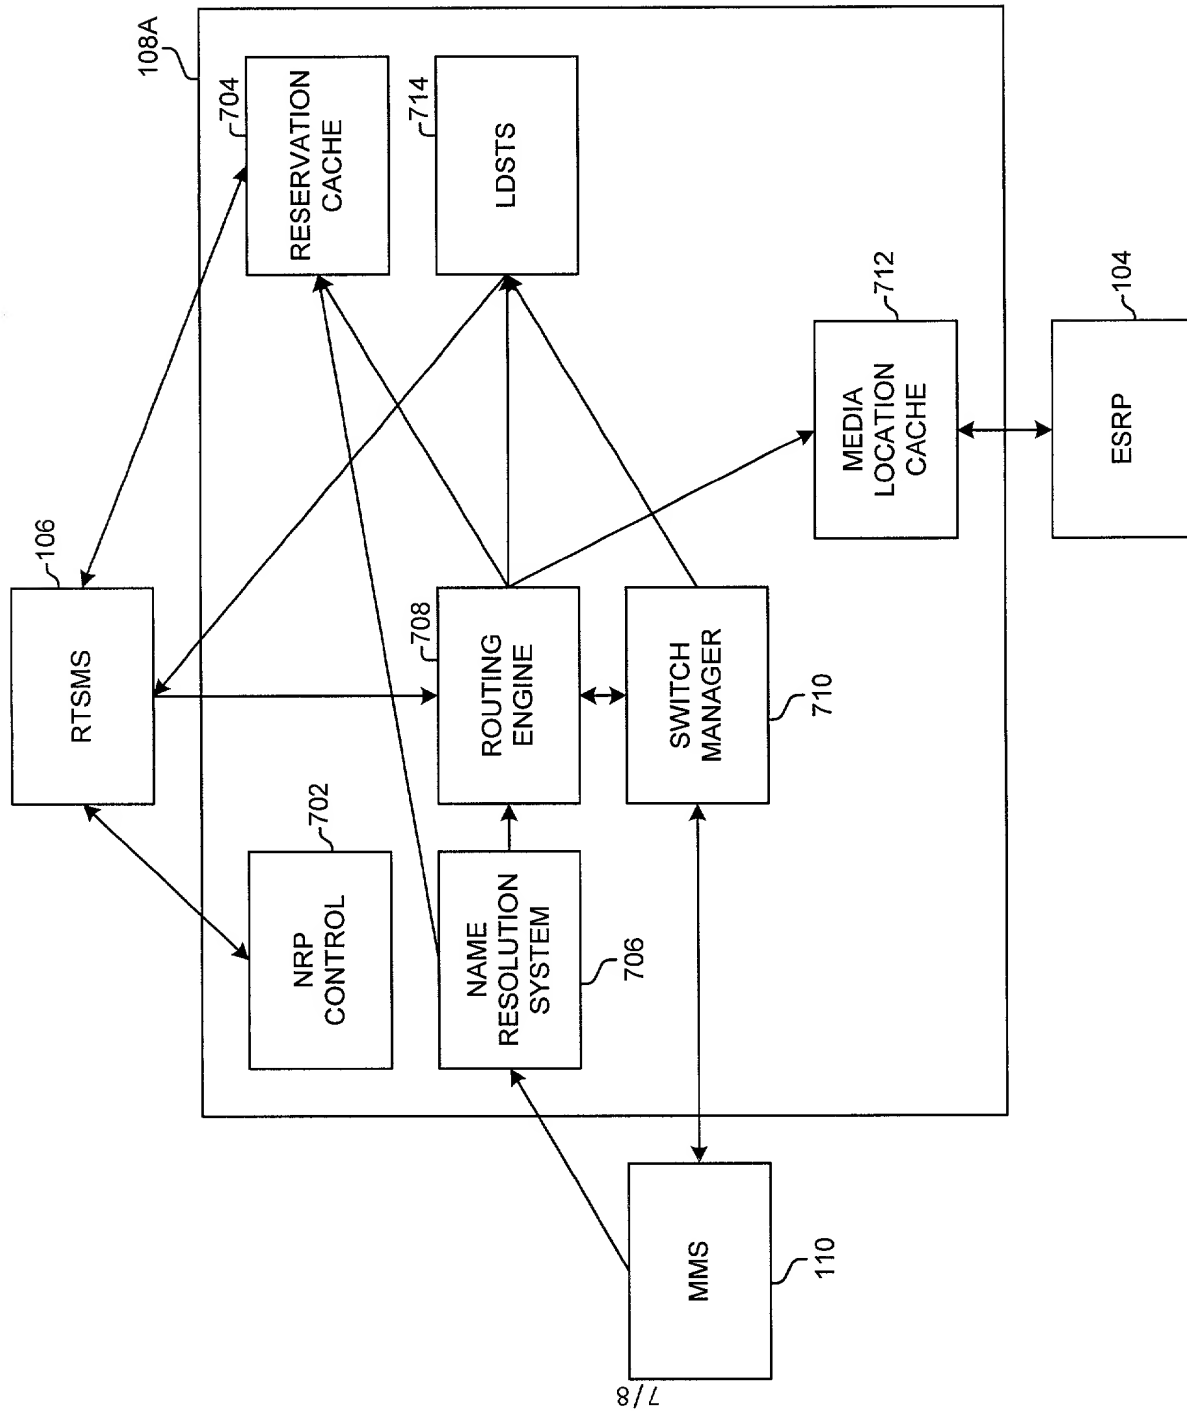 RTSMS
106
108A
NRP
CONTROL
702
RESERVATION
CACHE
704
NAME
RESOLUTION
SYSTEM
706
ROUTING
ENGINE
708
LDSTS
714
SWITCH
MANAGER
710
MEDIA
LOCATION
CACHE
712
MMS
110
ESRP
104
7/8